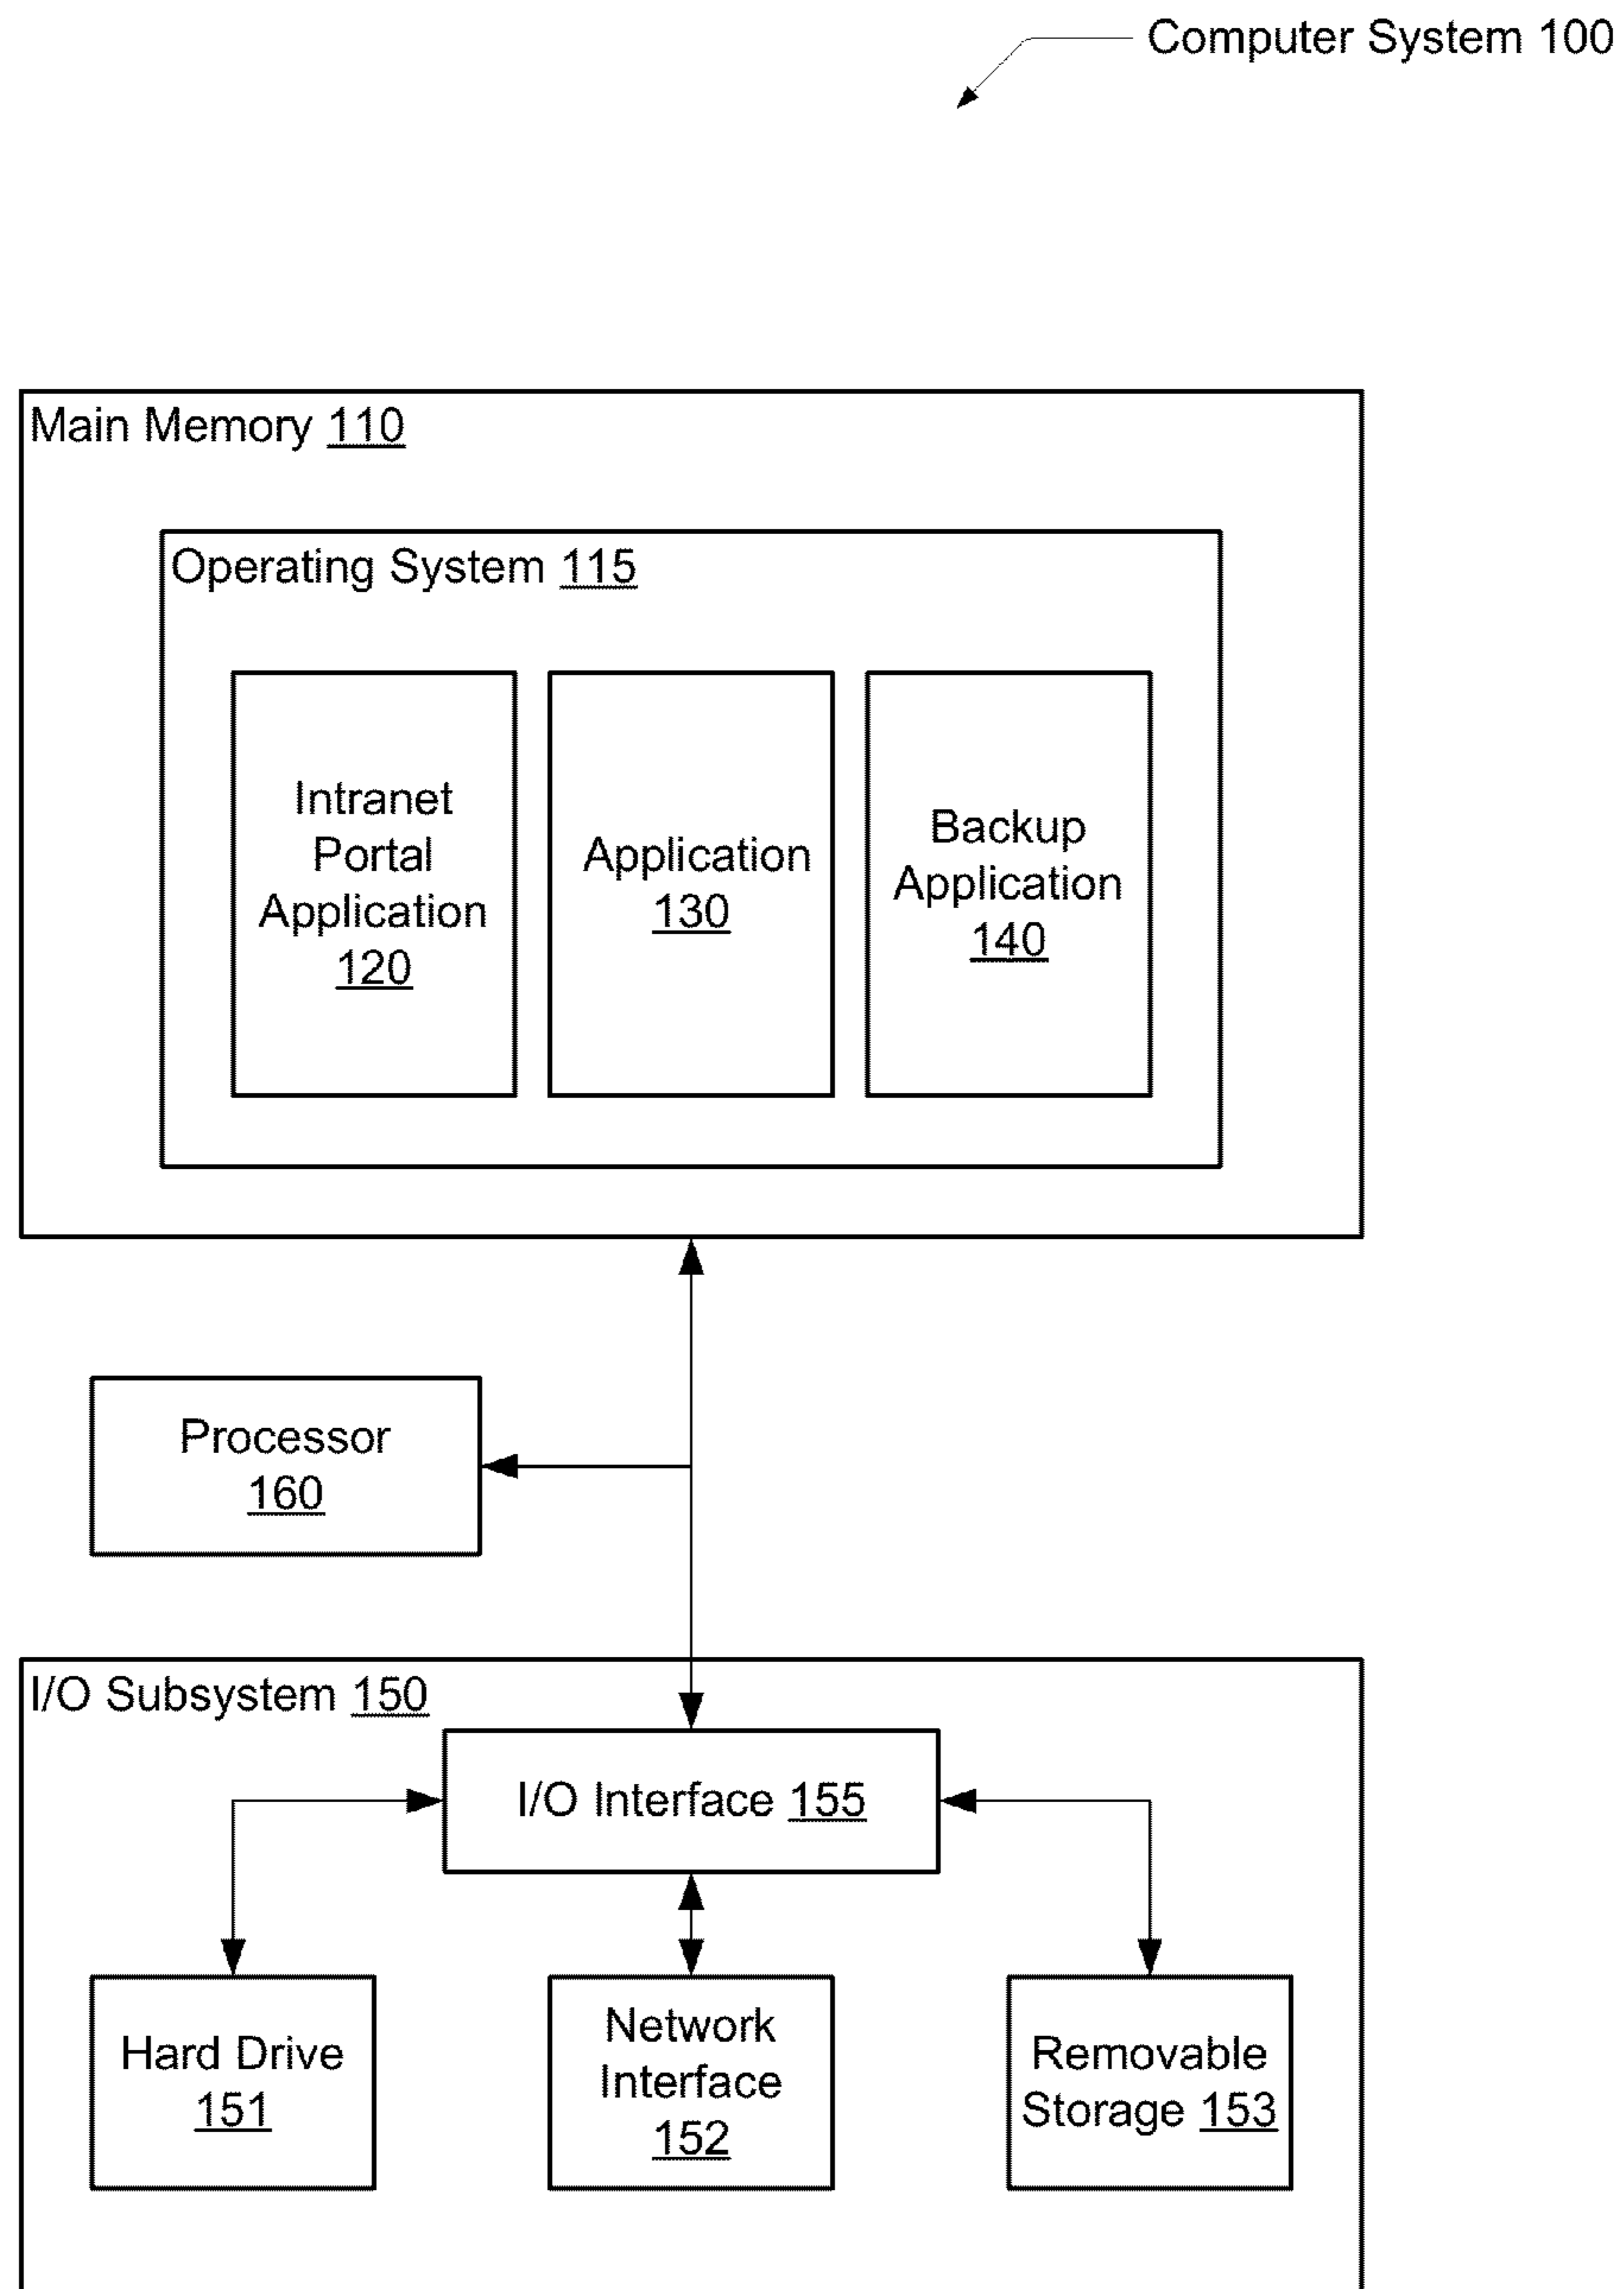 Computer System 100
Main Memory 110
Operating System 115
Intranet
Portal
Application
120
Application
130
Backup
Application
140
Processor
160
I/O Subsystem 150
I/O Interface 155
Hard Drive
151
Network
Interface
152
Removable
Storage 153